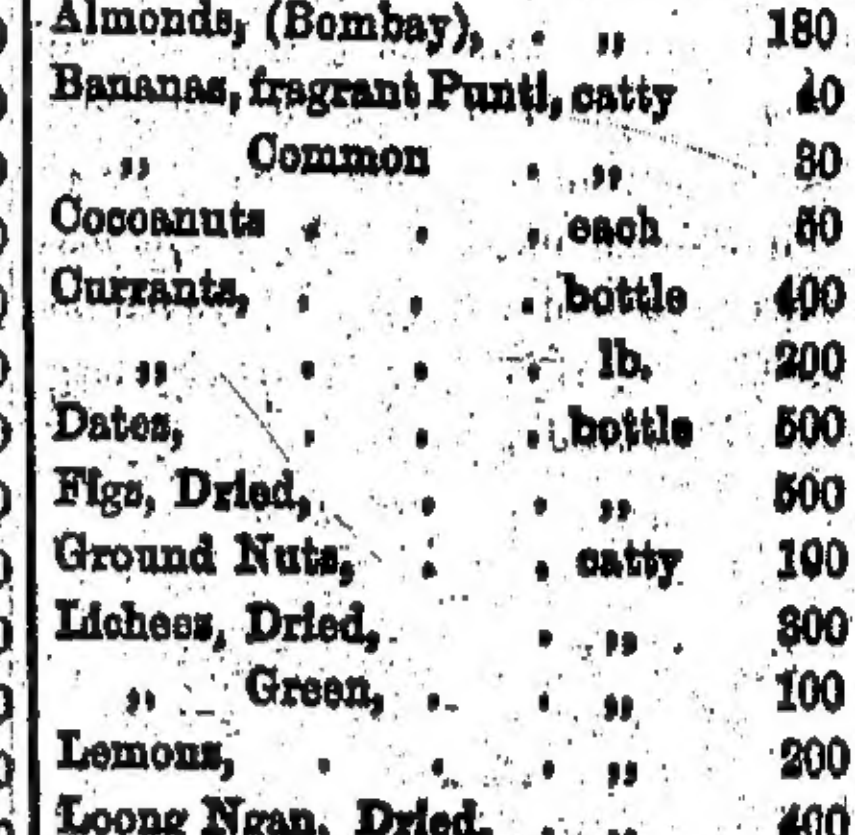 Almonds, (Bombay), . „ 180
Bananas, fragrant Punti, catty 40
„ Common . „ 30
Cocoanuts . . . each
Currants, . . . bottle 400
„ . . . lb. 200
Dates, . . . bottle 500
Figs, Dried, . . „ 500
Ground Nuts, . . catty 100
Lichees, Dried, . „ . 300
„ Green, . . „ 100
Lemons, . . . „ 200
Loong Ngan, Dried, . „ 400